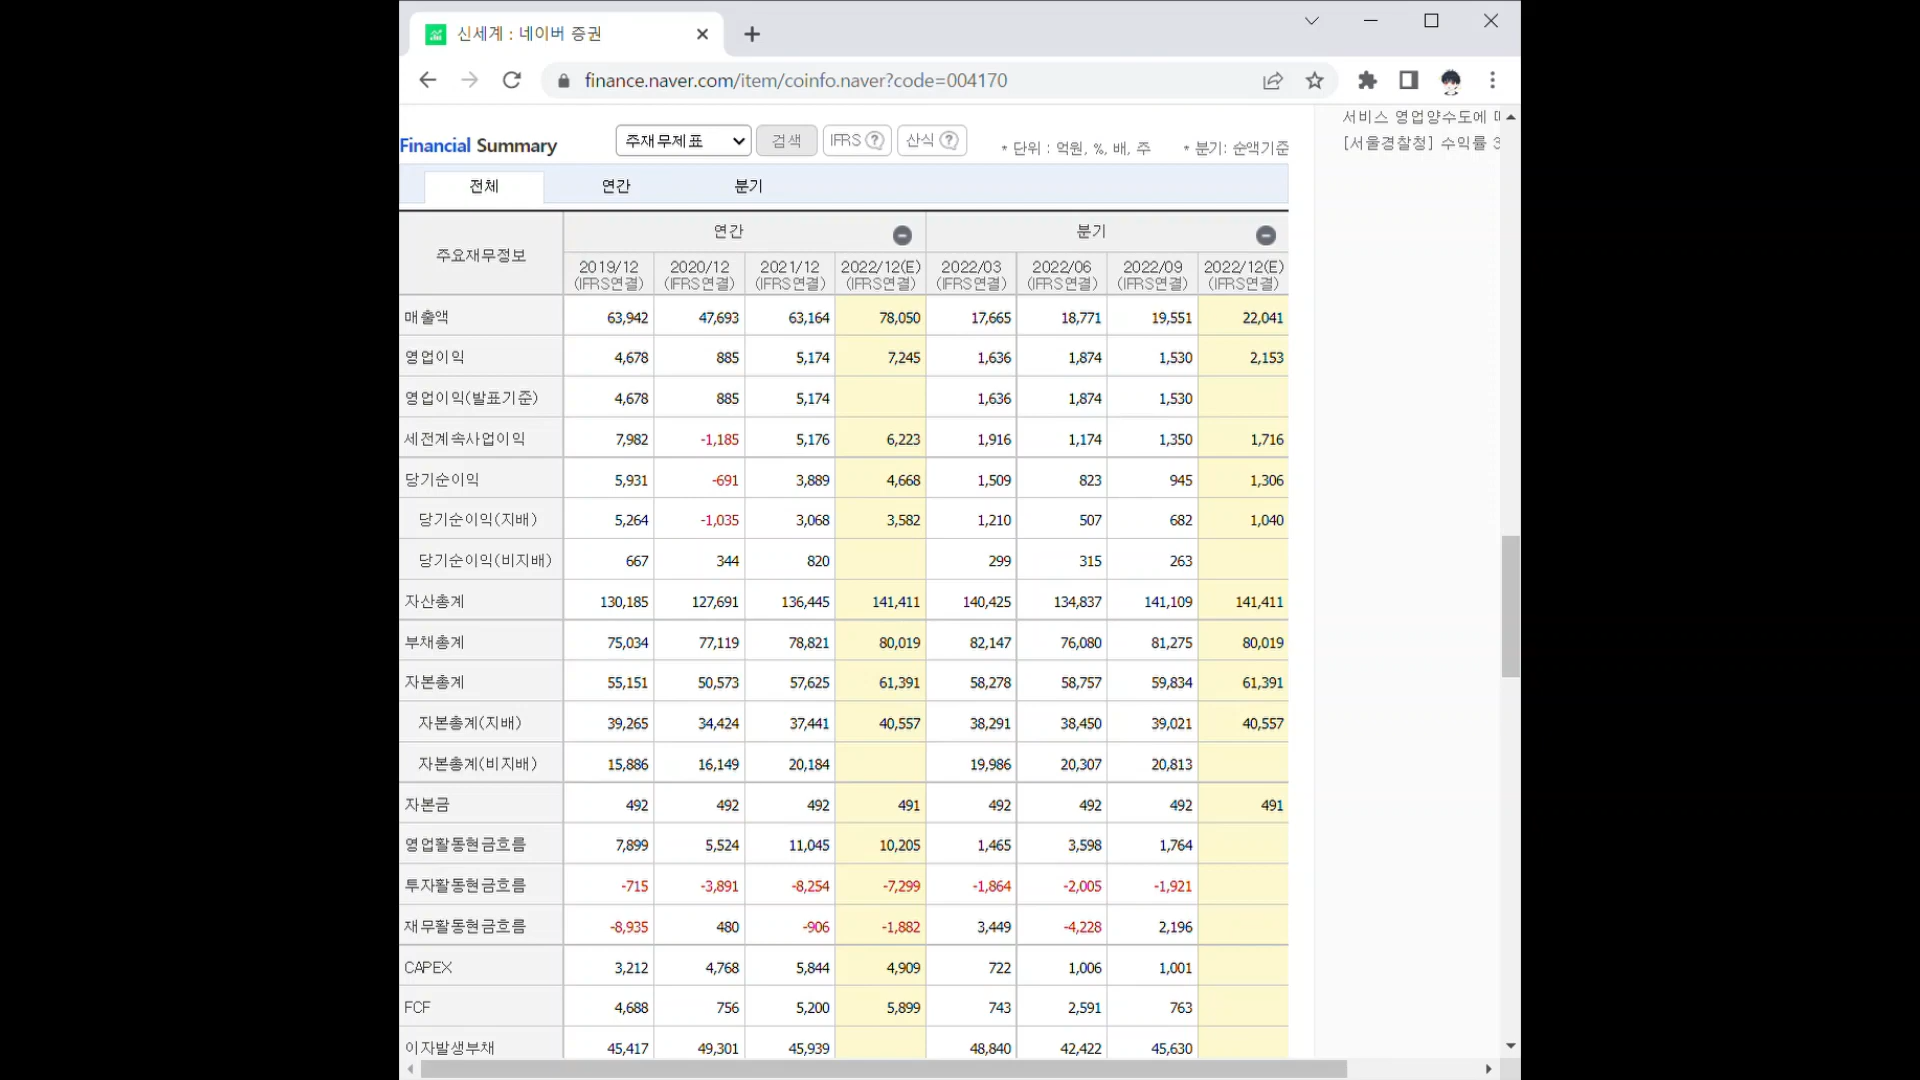 신세계 : 네이버 증권
finance.naver.com/item/coinfo.naver?code=004170
서비스 영업양수도에
[서울경찰청] 수익률
Financial Summary 주재무제표 검색 IFRS ? 산식 ? * 단위 : 억원, %, 배, 주 * 분기: 순액기준
전체 연간 분기
주요재무정보 연간 분기
2019/12 2020/12 2021/12 2022/12(E) 2022/03 2022/06 2022/09 2022/12(E)
(IFRS연결) (IFRS연결) (IFRS연결) (IFRS연결) (IFRS연결) (IFRS연결) (IFRS연결) (IFRS연결)
매출액 63,942 47,693 63,164 78,050 17,665 18,771 19,551 22,041
영업이익 4,678 885 5,174 7,245 1,636 1,874 1,530 2,153
영업이익(발표기준) 4,678 885 5,174 1,636 1,874 1,530
세전계속사업이익 7,982 -1,185 5,176 6,223 1,916 1,174 1,350 1,716
당기순이익 5,931 -691 3,889 4,668 1,509 823 945 1,306
당기순이익(지배) 5,264 -1,035 3,068 3,582 1,210 507 682 1,040
당기순이익(비지배) 667 344 820 299 315 263
자산총계 130,185 127,691 136,445 141,411 140,425 134,837 141,109 141,411
부채총계 75,034 77,119 78,821 80,019 82,147 76,080 81,275 80,019
자본총계 55,151 50,573 57,625 61,391 58,278 58,757 59,834 61,391
자본총계(지배) 39,265 34,424 37,441 40,557 38,291 38,450 39,021 40,557
자본총계(비지배) 15,886 16,149 20,184 19,986 20,307 20,813
자본금 492 492 492 491 492 492 492 491
영업활동현금흐름 7,899 5,524 11,045 10,205 1,465 3,598 1,764
투자활동현금흐름 -715 -3,891 -8,254 -7,299 -1,864 -2,005 -1,921
재무활동현금흐름 -8,935 480 -906 -1,882 3,449 -4,228 2,196
CAPEX 3,212 4,768 5,844 4,909 722 1,006 1,001
FCF 4,688 756 5,200 5,899 743 2,591 763
이자발생부채 45,417 49,301 45,939 48,840 42,422 45,630